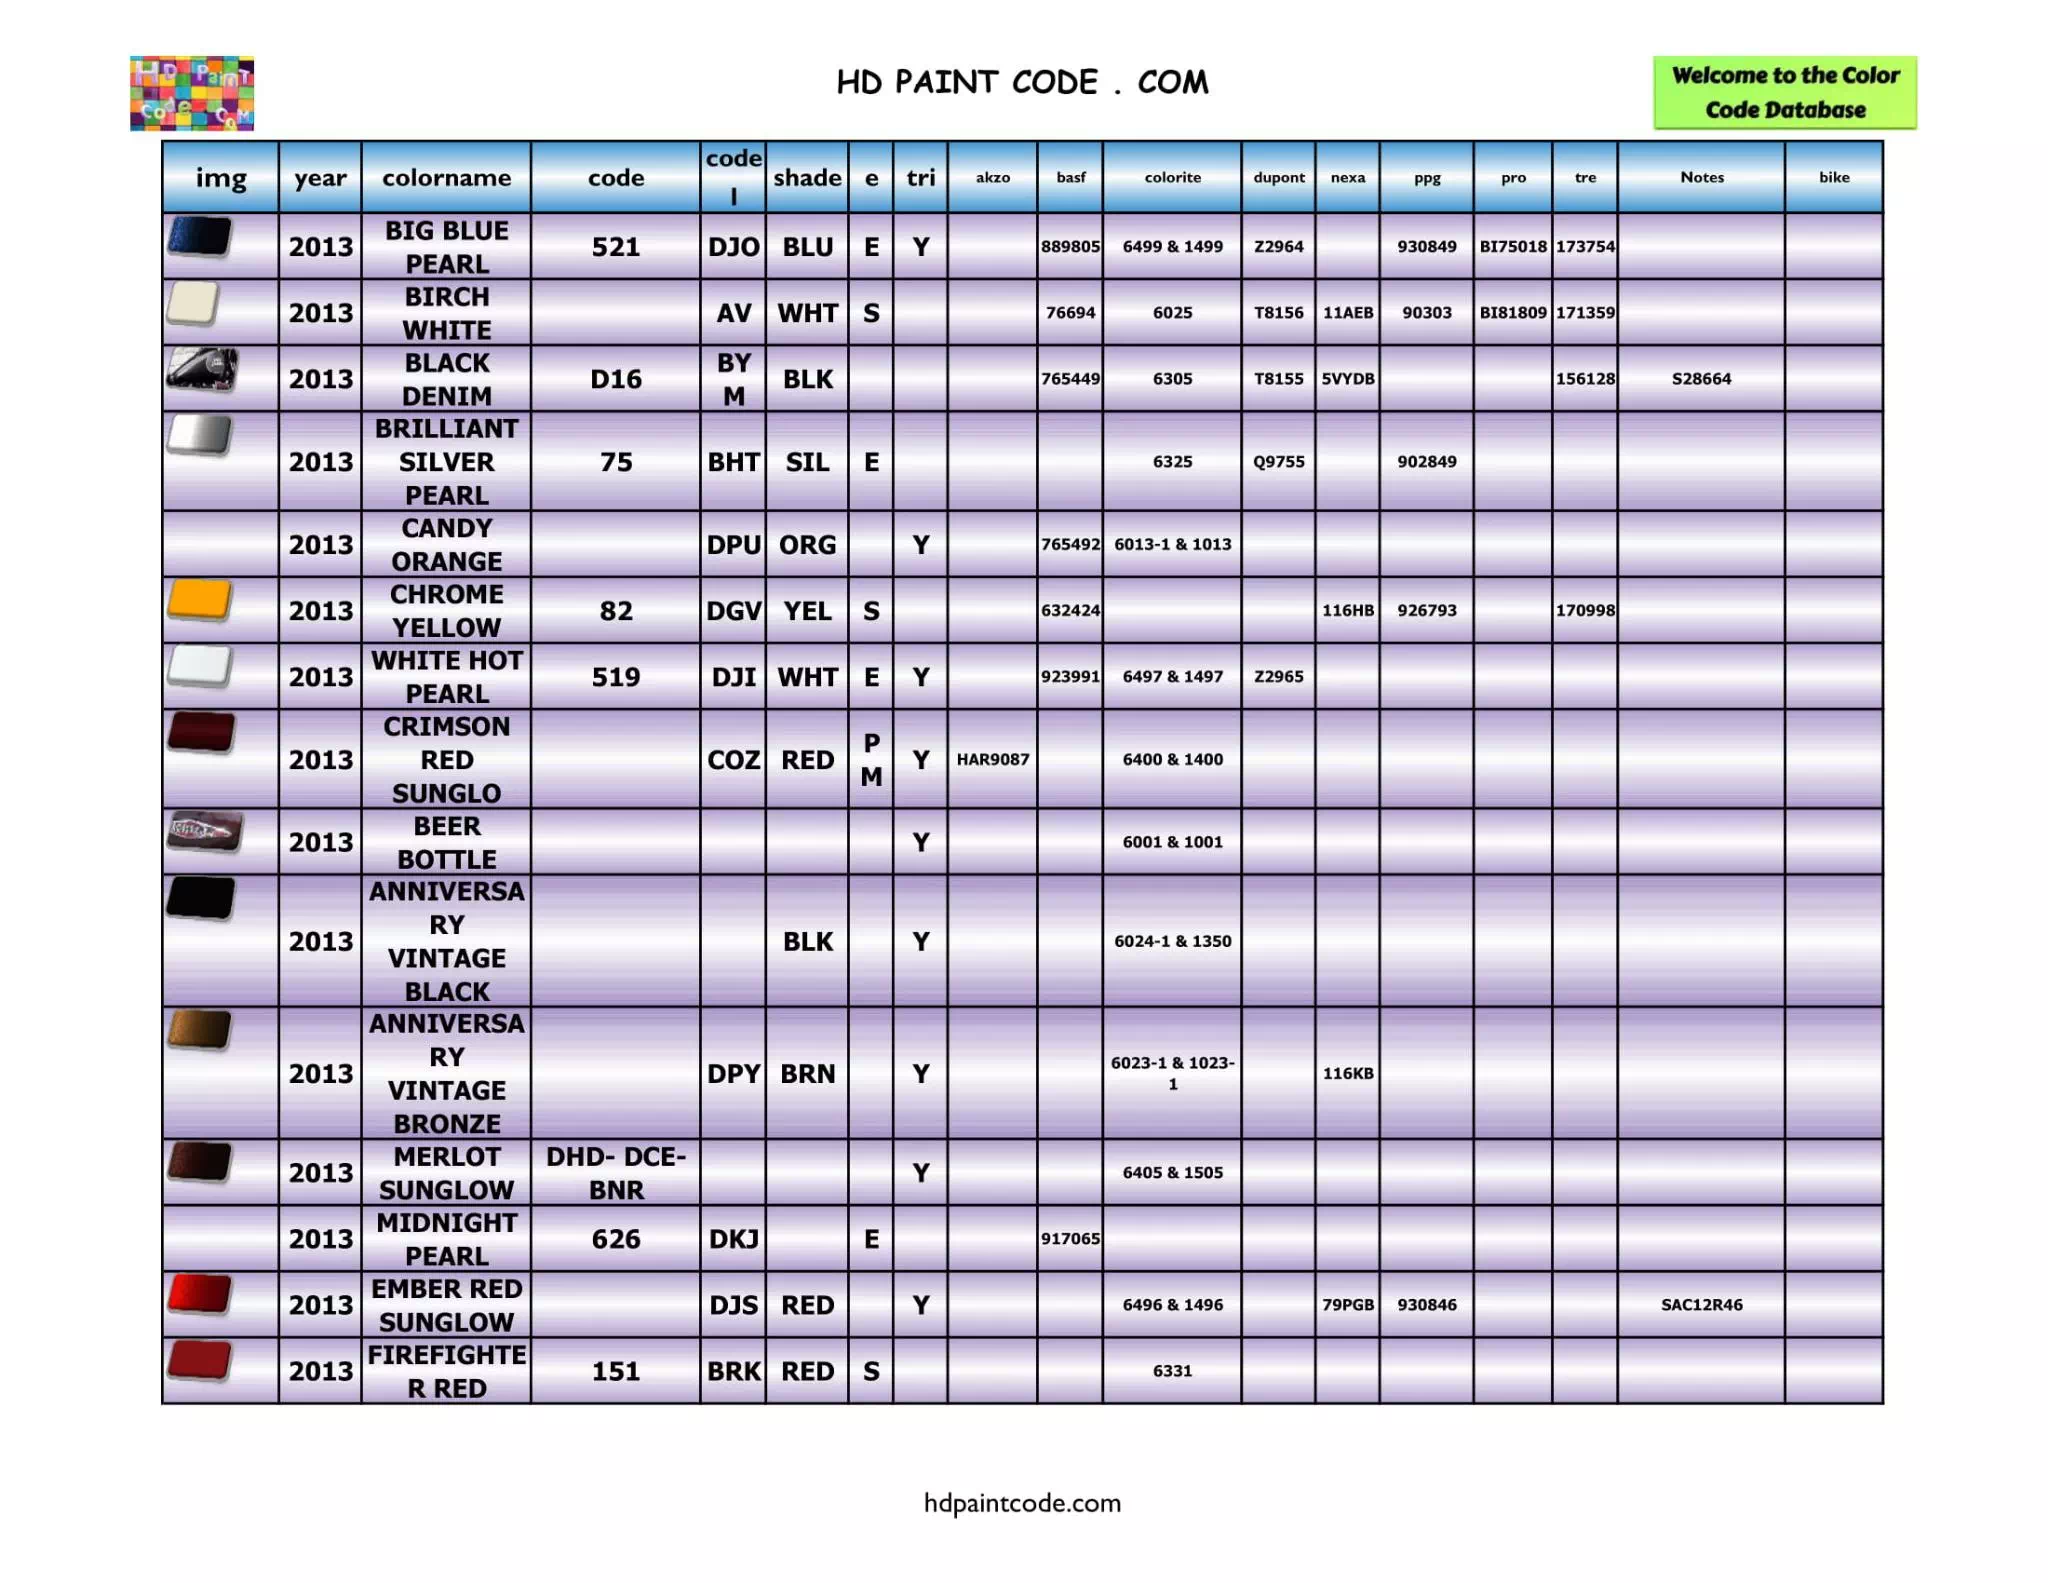 HD PAINT CODE . COM
HD PainT
Code
COM
Welcome to the Color
Code Database
img year colorname code code l shade e tri akzo basf colorite dupont nexa ppg pro tre Notes bike
2013 BIG BLUE PEARL 521 DJO BLU E Y 889805 6499 & 1499 Z2964 930849 BI75018 173754
2013 BIRCH WHITE AV WHT S 76694 6025 T8156 11AEB 90303 BI81809 171359
2013 BLACK DENIM D16 BY M BLK 765449 6305 T8155 5VYDB 156128 S28664
2013 BRILLIANT SILVER PEARL 75 BHT SIL E 6325 Q9755 902849
2013 CANDY ORANGE DPU ORG Y 765492 6013-1 & 1013
2013 CHROME YELLOW 82 DGV YEL S 632424 116HB 926793 170998
2013 WHITE HOT PEARL 519 DJI WHT E Y 923991 6497 & 1497 Z2965
2013 CRIMSON RED SUNGLO COZ RED P M Y HAR9087 6400 & 1400
2013 BEER BOTTLE Y 6001 & 1001
2013 ANNIVERSA RY VINTAGE BLACK BLK Y 6024-1 & 1350
2013 ANNIVERSA RY VINTAGE BRONZE DPY BRN Y 6023-1 & 1023- 1 116KB
2013 MERLOT SUNGLOW DHD- DCE- BNR Y 6405 & 1505
2013 MIDNIGHT PEARL 626 DKJ E 917065
2013 EMBER RED SUNGLOW DJS RED Y 6496 & 1496 79PGB 930846 SAC12R46
2013 FIREFIGHTE R RED 151 BRK RED S 6331
hdpaintcode.com